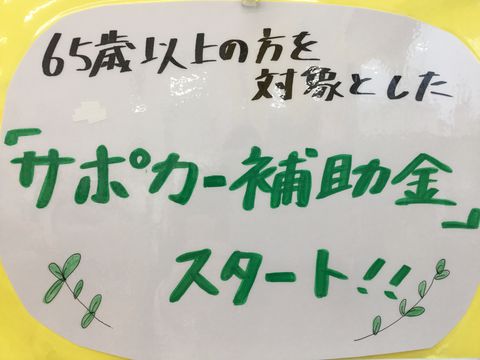 65歳以上の方を
対象とした
「サポカー補助金」
スタート!!